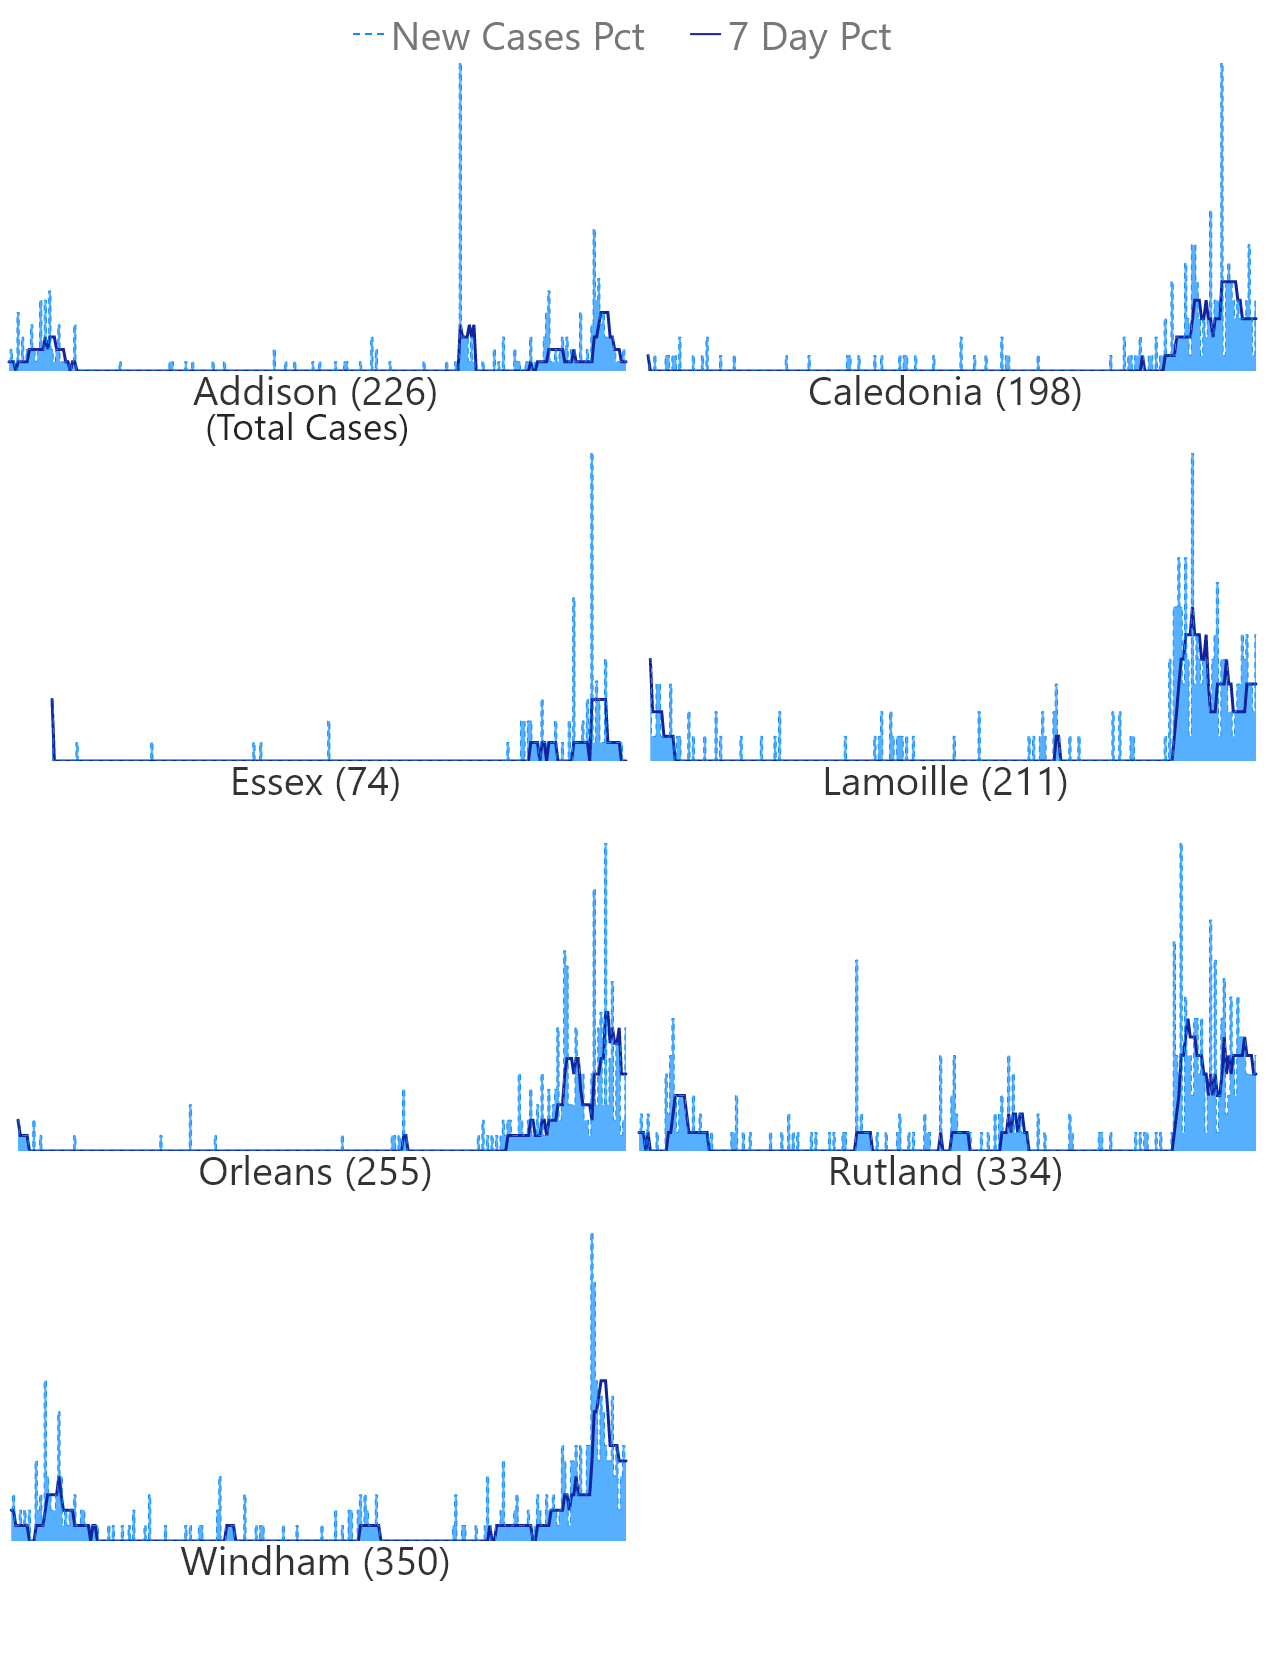 New Cases Pct 7 Day Pct
Addison (226)
(Total Cases)
Caledonia (198)
Essex (74)
Lamoille (211)
Orleans (255)
Rutland (334)
Windham (350)